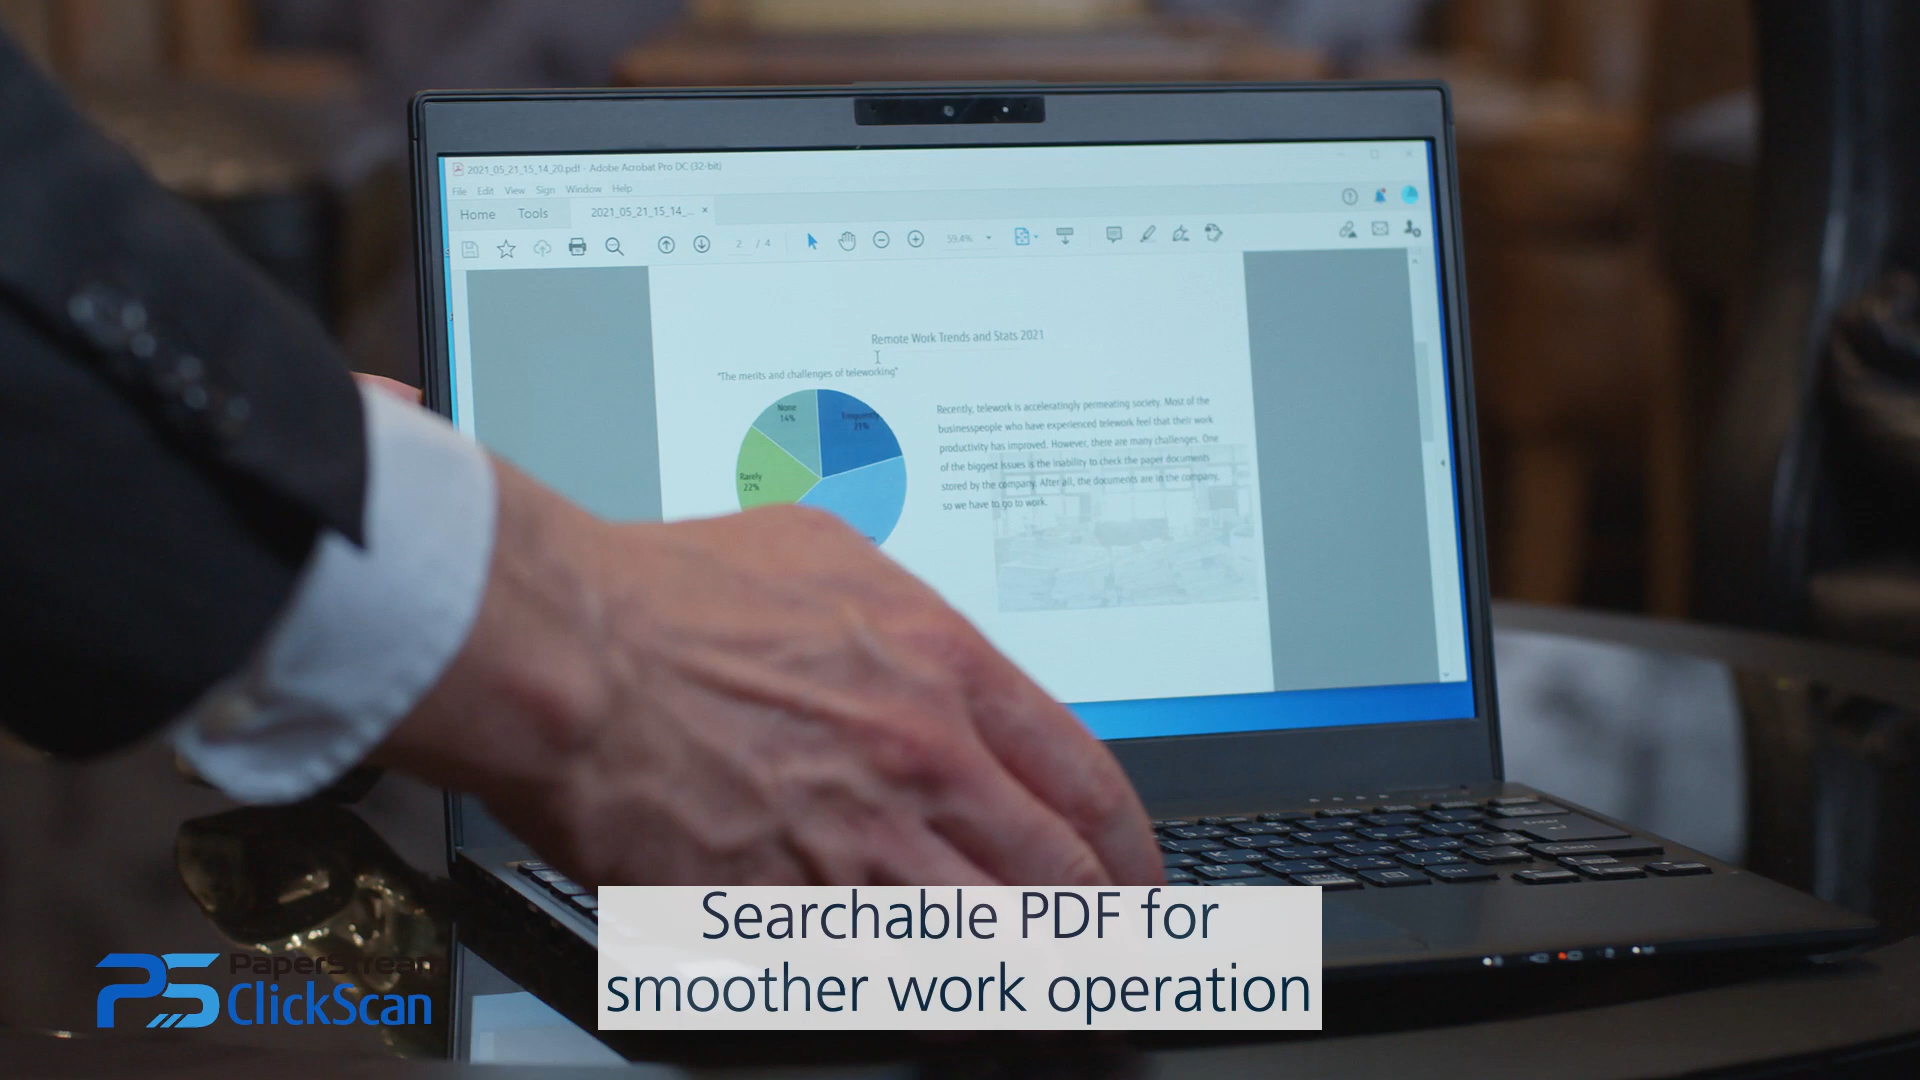 2021_05_21_15_14_20.pdf - Adobe Acrobat Pro DC (32-bit)
File Edit View Sign Window Help
Home Tools 2021_05_21_15_14_... ×
2 / 4 59.4%
Remote Work Trends and Stats 2021
"The merits and challenges of teleworking"
None
14%
Frequently
21%
Rarely
22%
Recently, telework is acceleratingly permeating society. Most of the
businesspeople who have experienced telework feel that their work
productivity has improved. However, there are many challenges. One
of the biggest issues is the inability to check the paper documents
stored by the company. After all, the documents are in the company,
so we have to go to work.
PS PaperStream
ClickScan
Searchable PDF for
smoother work operation